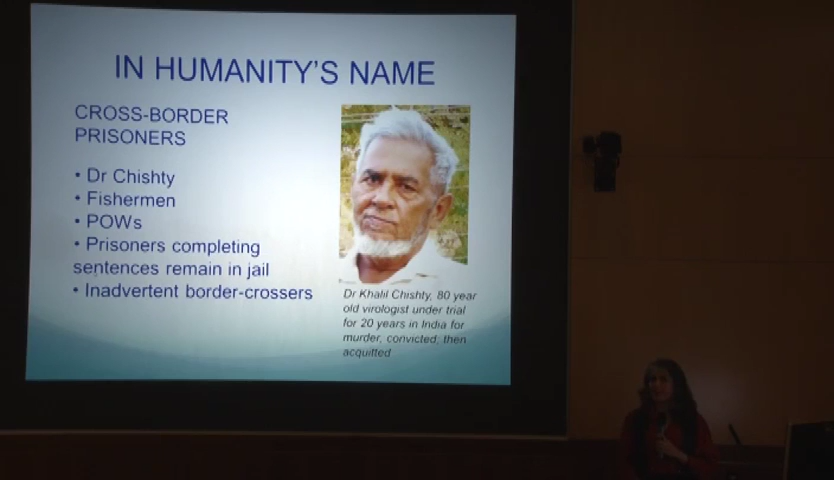 IN HUMANITY'S NAME
CROSS-BORDER
PRISONERS
• Dr Chishty
• Fishermen
• POWs
• Prisoners completing
sentences remain in jail
• Inadvertent border-crossers
Dr Khalil Chishty, 80 year
old virologist under trial
for 20 years in India for
murder, convicted, then
acquitted